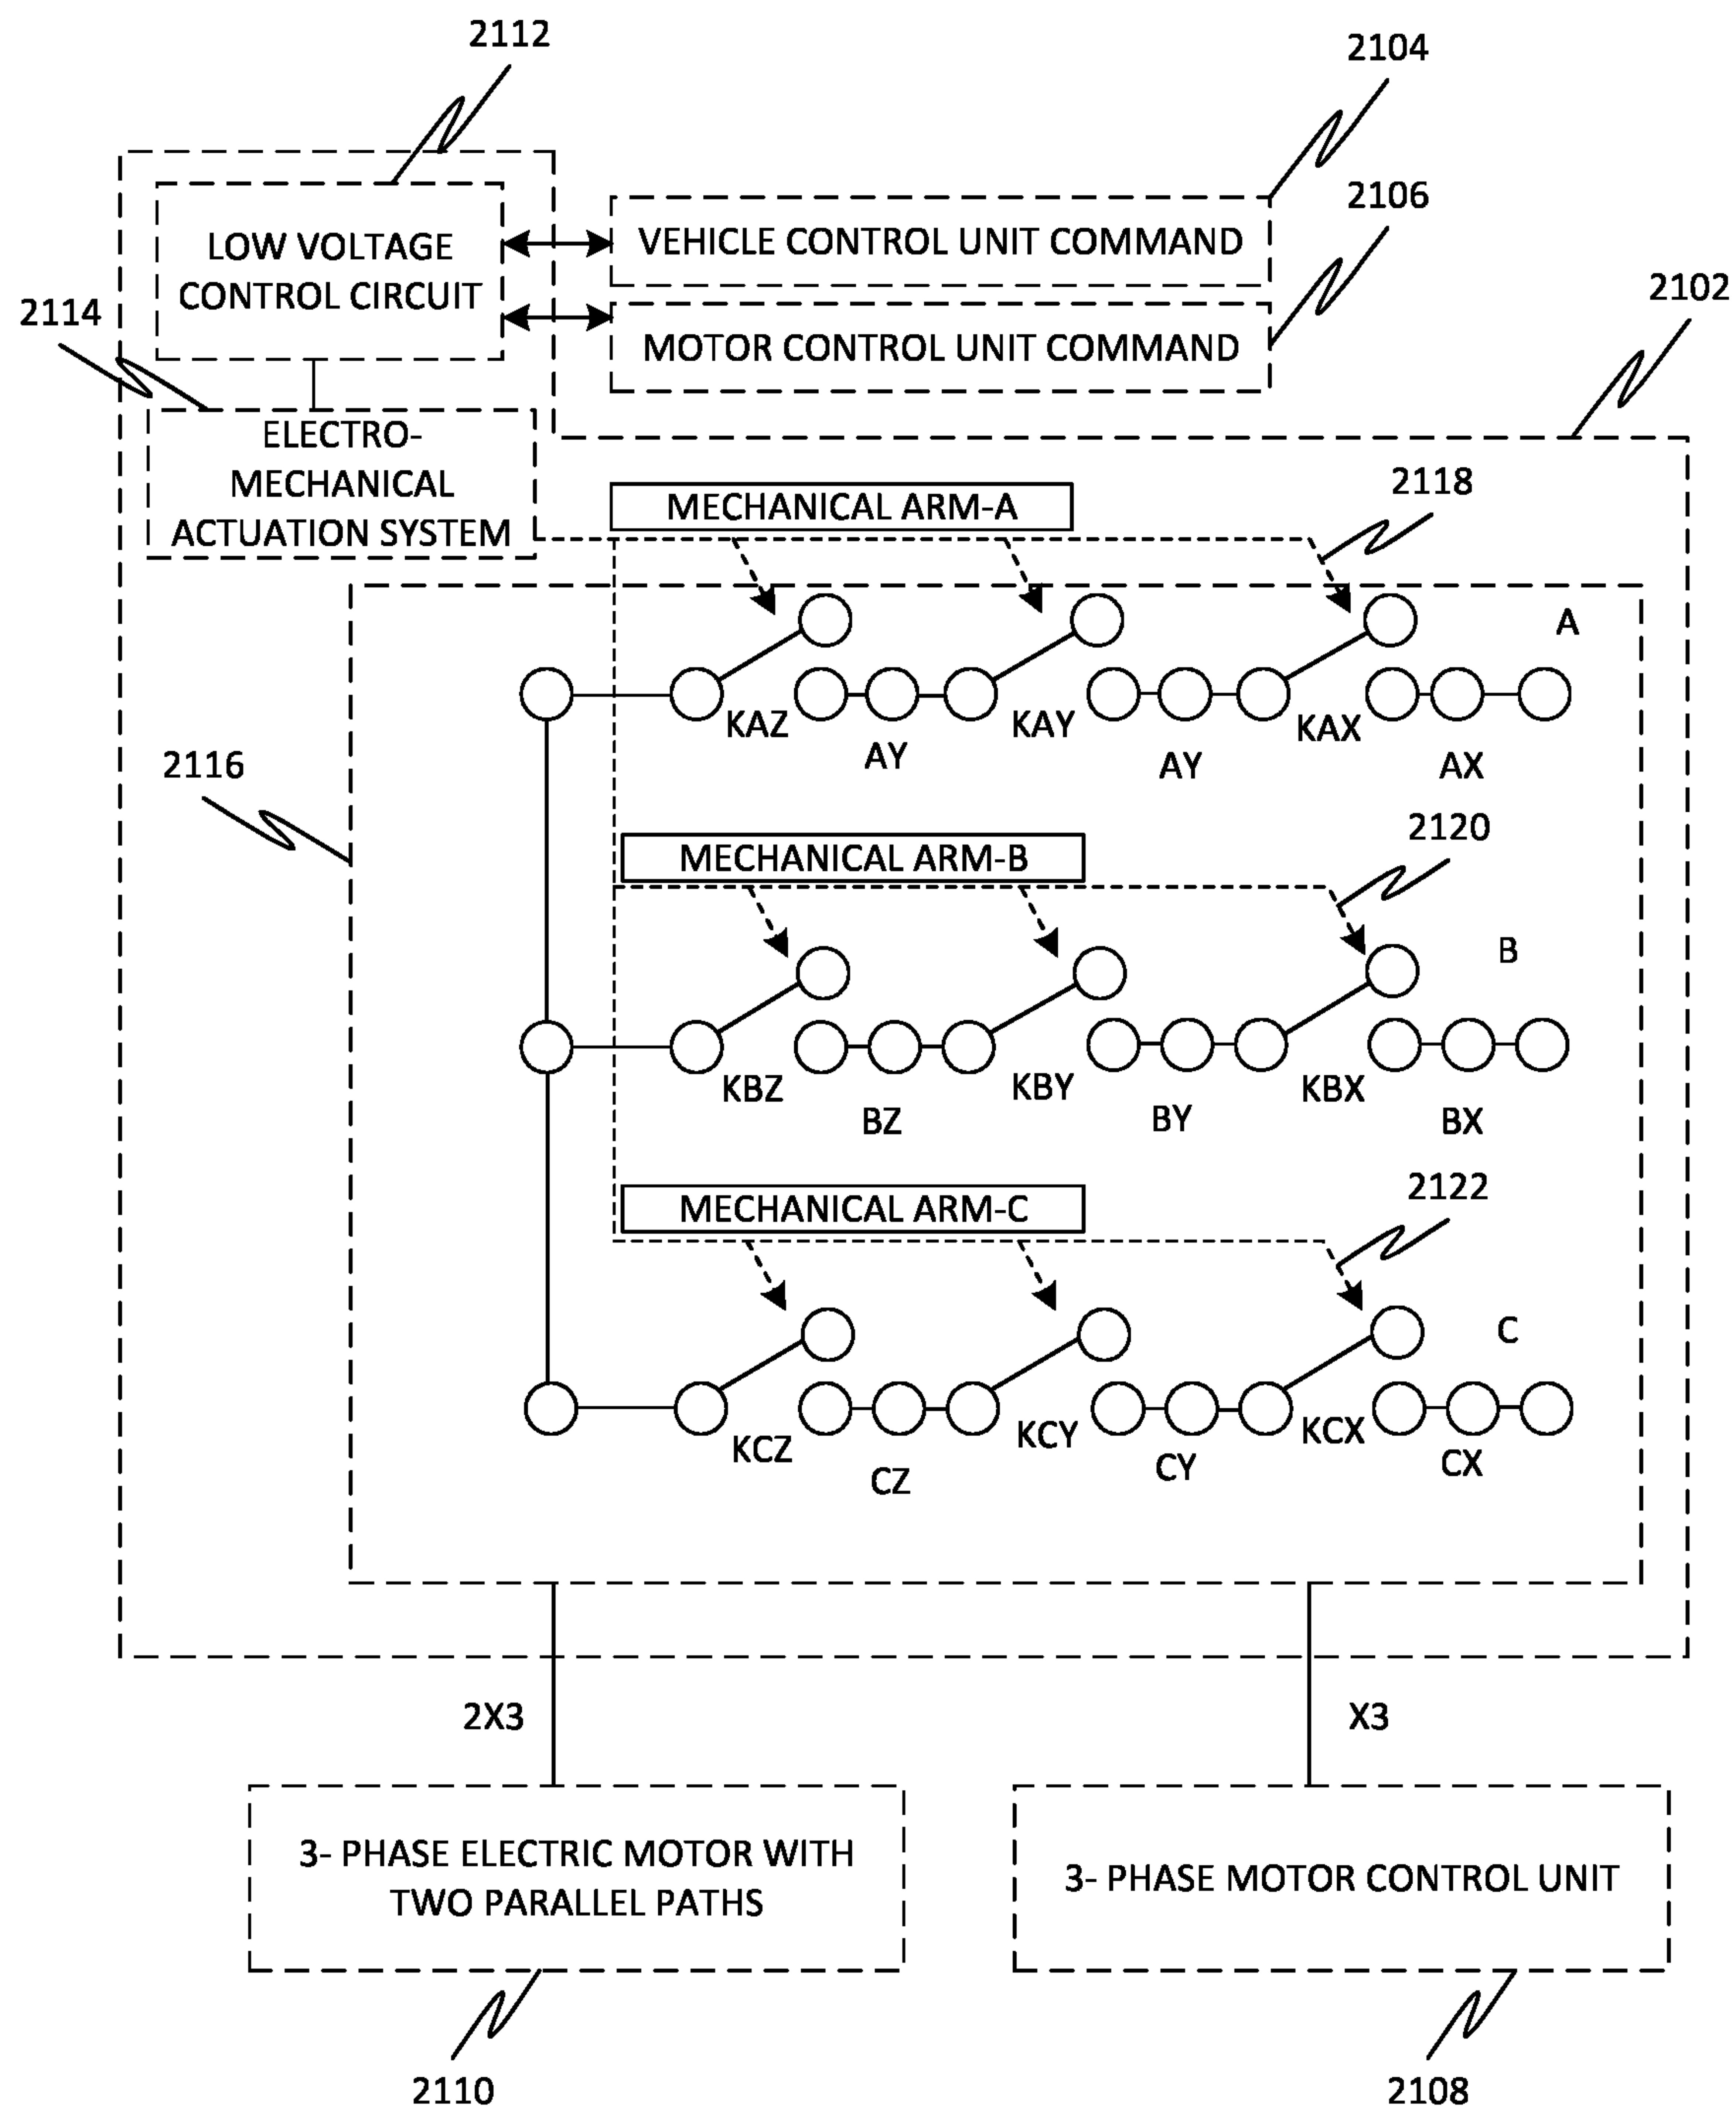 2112
2104
2106
LOW VOLTAGE
CONTROL CIRCUIT
VEHICLE CONTROL UNIT COMMAND
2102
2114
MOTOR CONTROL UNIT COMMAND
ELECTRO-
MECHANICAL
ACTUATION SYSTEM
MECHANICAL ARM-A
2118
A
KAZ
KAY
KAX
AY
AY
AX
2116
MECHANICAL ARM-B
2120
B
KBZ
KBY
KBX
BZ
BY
BX
MECHANICAL ARM-C
2122
C
KCZ
KCY
KCX
CZ
CY
CX
2X3
X3
3- PHASE ELECTRIC MOTOR WITH
TWO PARALLEL PATHS
3- PHASE MOTOR CONTROL UNIT
2110
2108